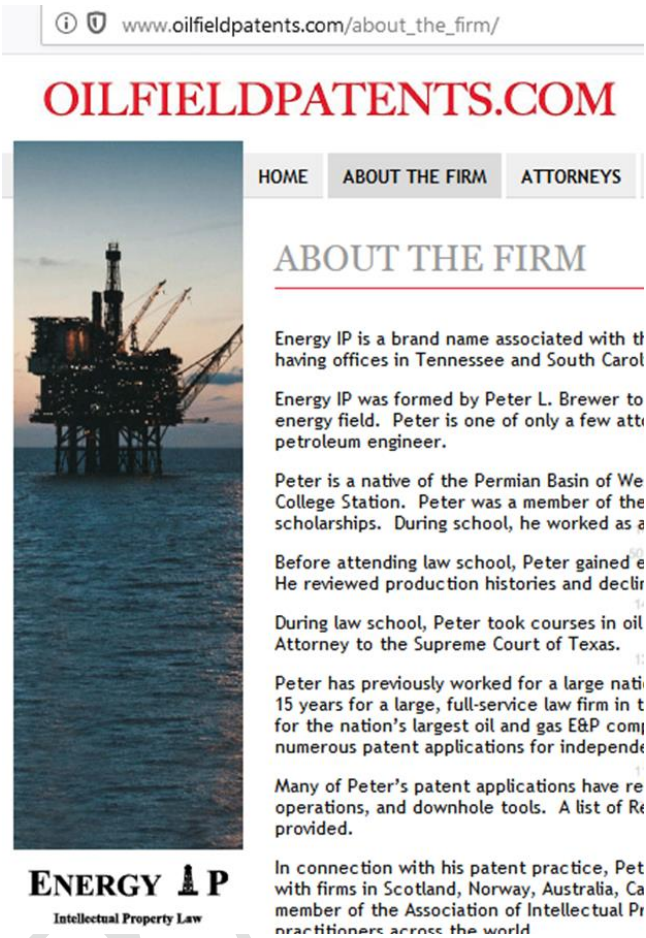 www.oilfieldpatents.com/about_the_firm/
OILFIELDPATENTS.COM
HOME ABOUT THE FIRM ATTORNEYS
ABOUT THE FIRM
Energy IP is a brand name associated with th
having offices in Tennessee and South Carol
Energy IP was formed by Peter L. Brewer to
energy field. Peter is one of only a few atto
petroleum engineer.
Peter is a native of the Permian Basin of We
College Station. Peter was a member of the
scholarships. During school, he worked as a
Before attending law school, Peter gained e
He reviewed production histories and declin
During law school, Peter took courses in oil
Attorney to the Supreme Court of Texas.
Peter has previously worked for a large nati
15 years for a large, full-service law firm in t
for the nation's largest oil and gas E&P comp
numerous patent applications for independe
Many of Peter's patent applications have re
operations, and downhole tools. A list of Re
provided.
In connection with his patent practice, Pet
with firms in Scotland, Norway, Australia, Ca
member of the Association of Intellectual Pr
practitioners across the world
ENERGY IP
Intellectual Property Law